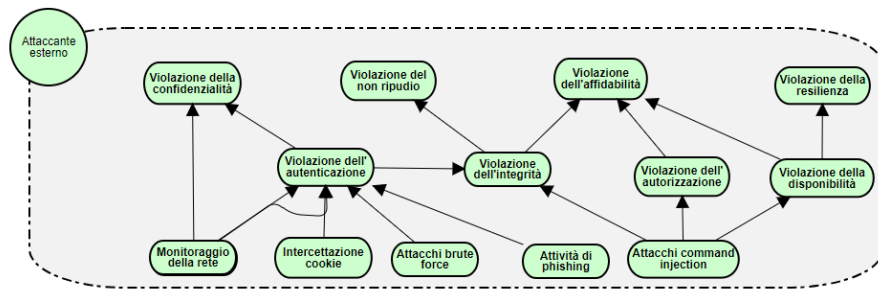 Attaccante
esterno
Violazione della
confidenzialità
Violazione del
non ripudio
Violazione
dell'affidabilità
Violazione della
resilienza
Violazione dell'
autenticazione
Violazione
dell'integrità
Violazione dell'
autorizzazione
Violazione della
disponibilità
Monitoraggio
della rete
Intercettazione
cookie
Attacchi brute
force
Attività di
phishing
Attacchi command
injection